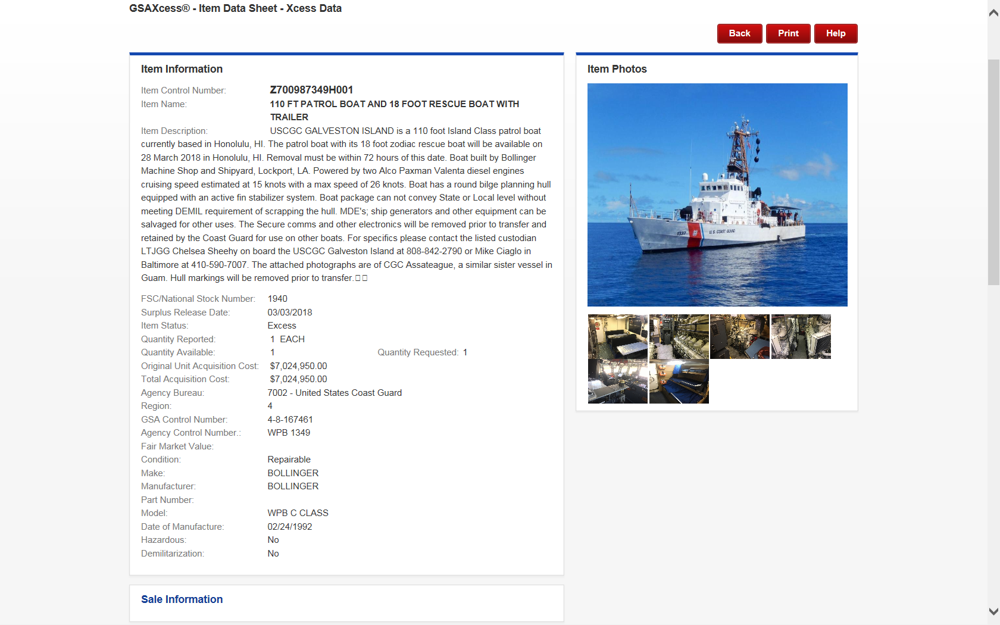 GSAXcess® - Item Data Sheet - Xcess Data
Back Print Help
Item Information
Item Control Number: Z700987349H001
Item Name: 110 FT PATROL BOAT AND 18 FOOT RESCUE BOAT WITH
TRAILER
Item Description: USCGC GALVESTON ISLAND is a 110 foot Island Class patrol boat
currently based in Honolulu, HI. The patrol boat with its 18 foot zodiac rescue boat will be available on
28 March 2018 in Honolulu, HI. Removal must be within 72 hours of this date. Boat built by Bollinger
Machine Shop and Shipyard, Lockport, LA. Powered by two Alco Paxman Valenta diesel engines
cruising speed estimated at 15 knots with a max speed of 26 knots. Boat has a round bilge planning hull
equipped with an active fin stabilizer system. Boat package can not convey State or Local level without
meeting DEMIL requirement of scrapping the hull. MDE's; ship generators and other equipment can be
salvaged for other uses. The Secure comms and other electronics will be removed prior to transfer and
retained by the Coast Guard for use on other boats. For specifics please contact the listed custodian
LTJGG Chelsea Sheehy on board the USCGC Galveston Island at 808-842-2790 or Mike Ciaglo in
Baltimore at 410-590-7007. The attached photographs are of CGC Assateague, a similar sister vessel in
Guam. Hull markings will be removed prior to transfer.
FSC/National Stock Number: 1940
Surplus Release Date: 03/03/2018
Item Status: Excess
Quantity Reported: 1 EACH
Quantity Available: 1 Quantity Requested: 1
Original Unit Acquisition Cost: $7,024,950.00
Total Acquisition Cost: $7,024,950.00
Agency Bureau: 7002 - United States Coast Guard
Region: 4
GSA Control Number: 4-8-167461
Agency Control Number.: WPB 1349
Fair Market Value:
Condition: Repairable
Make: BOLLINGER
Manufacturer: BOLLINGER
Part Number:
Model: WPB C CLASS
Date of Manufacture: 02/24/1992
Hazardous: No
Demilitarization: No
Sale Information
Item Photos
1337 U.S. COAST GUARD